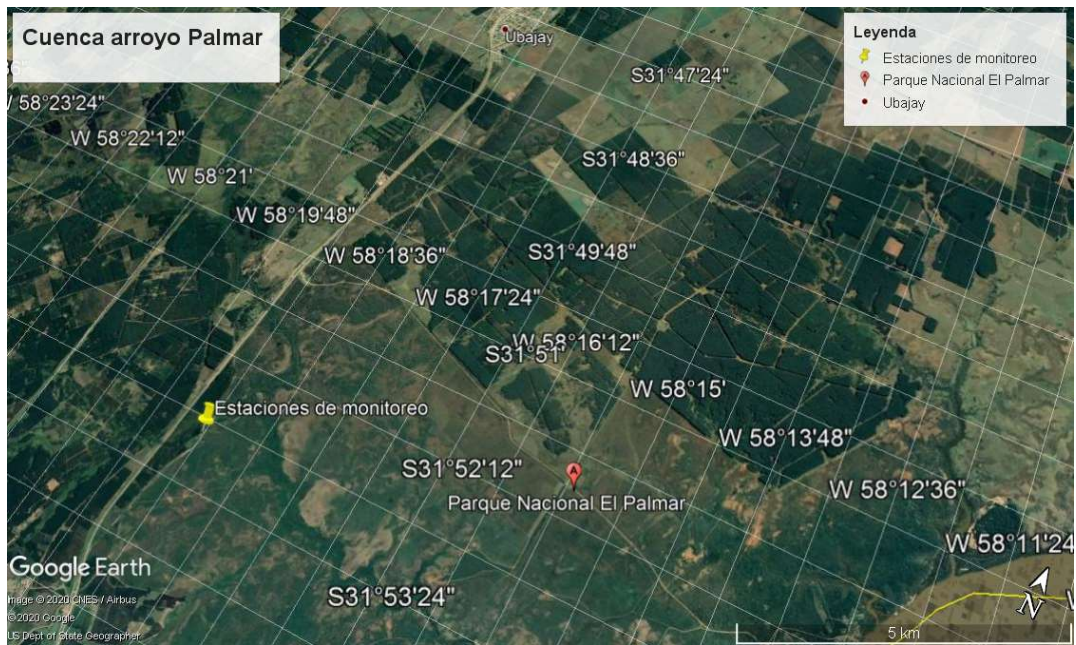 Cuenca arroyo Palmar
Leyenda
Estaciones de monitoreo
Parque Nacional El Palmar
Ubajay
Ubajay
S31°47'24"
W 58°23'24"
W 58°22'12"
S31°48'36"
W 58°21'
W 58°19'48"
W 58°18'36"
S31°49'48"
W 58°17'24"
W 58°16'12"
S31°51'
W 58°15'
Estaciones de monitoreo
W 58°13'48"
S31°52'12"
A
Parque Nacional El Palmar
W 58°12'36"
W 58°11'24
Google Earth
S31°53'24"
Image © 2020 CNES / Airbus
© 2020 Google
US Dept of State Geographer
N
5 km